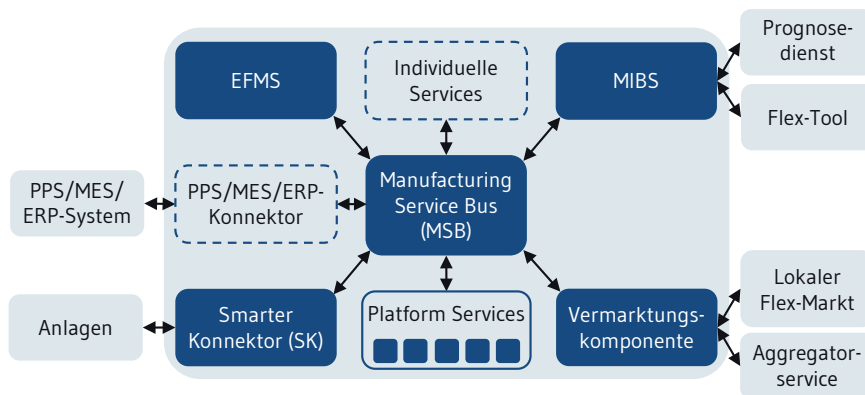 EFMS
Individuelle
Services
MIBS
Prognose-
dienst
Flex-Tool
PPS/MES/
ERP-System
PPS/MES/ERP-
Konnektor
Manufacturing
Service Bus
(MSB)
Anlagen
Smarter
Konnektor (SK)
Platform Services
Vermarktungs-
komponente
Lokaler
Flex-Markt
Aggregator-
service